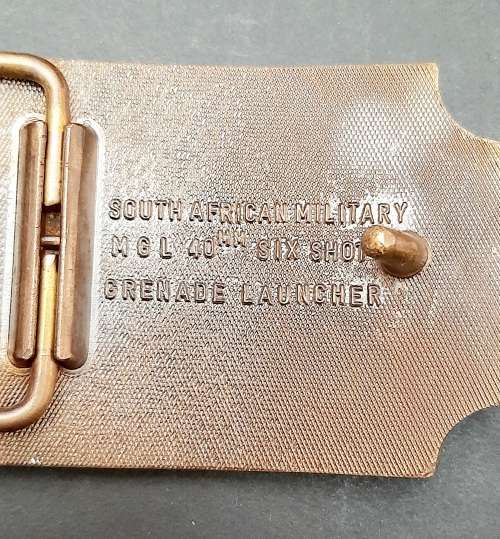 SOUTH AFRICAN MILITARY
M G L 40MM SIX SHOT
GRENADE LAUNCHER